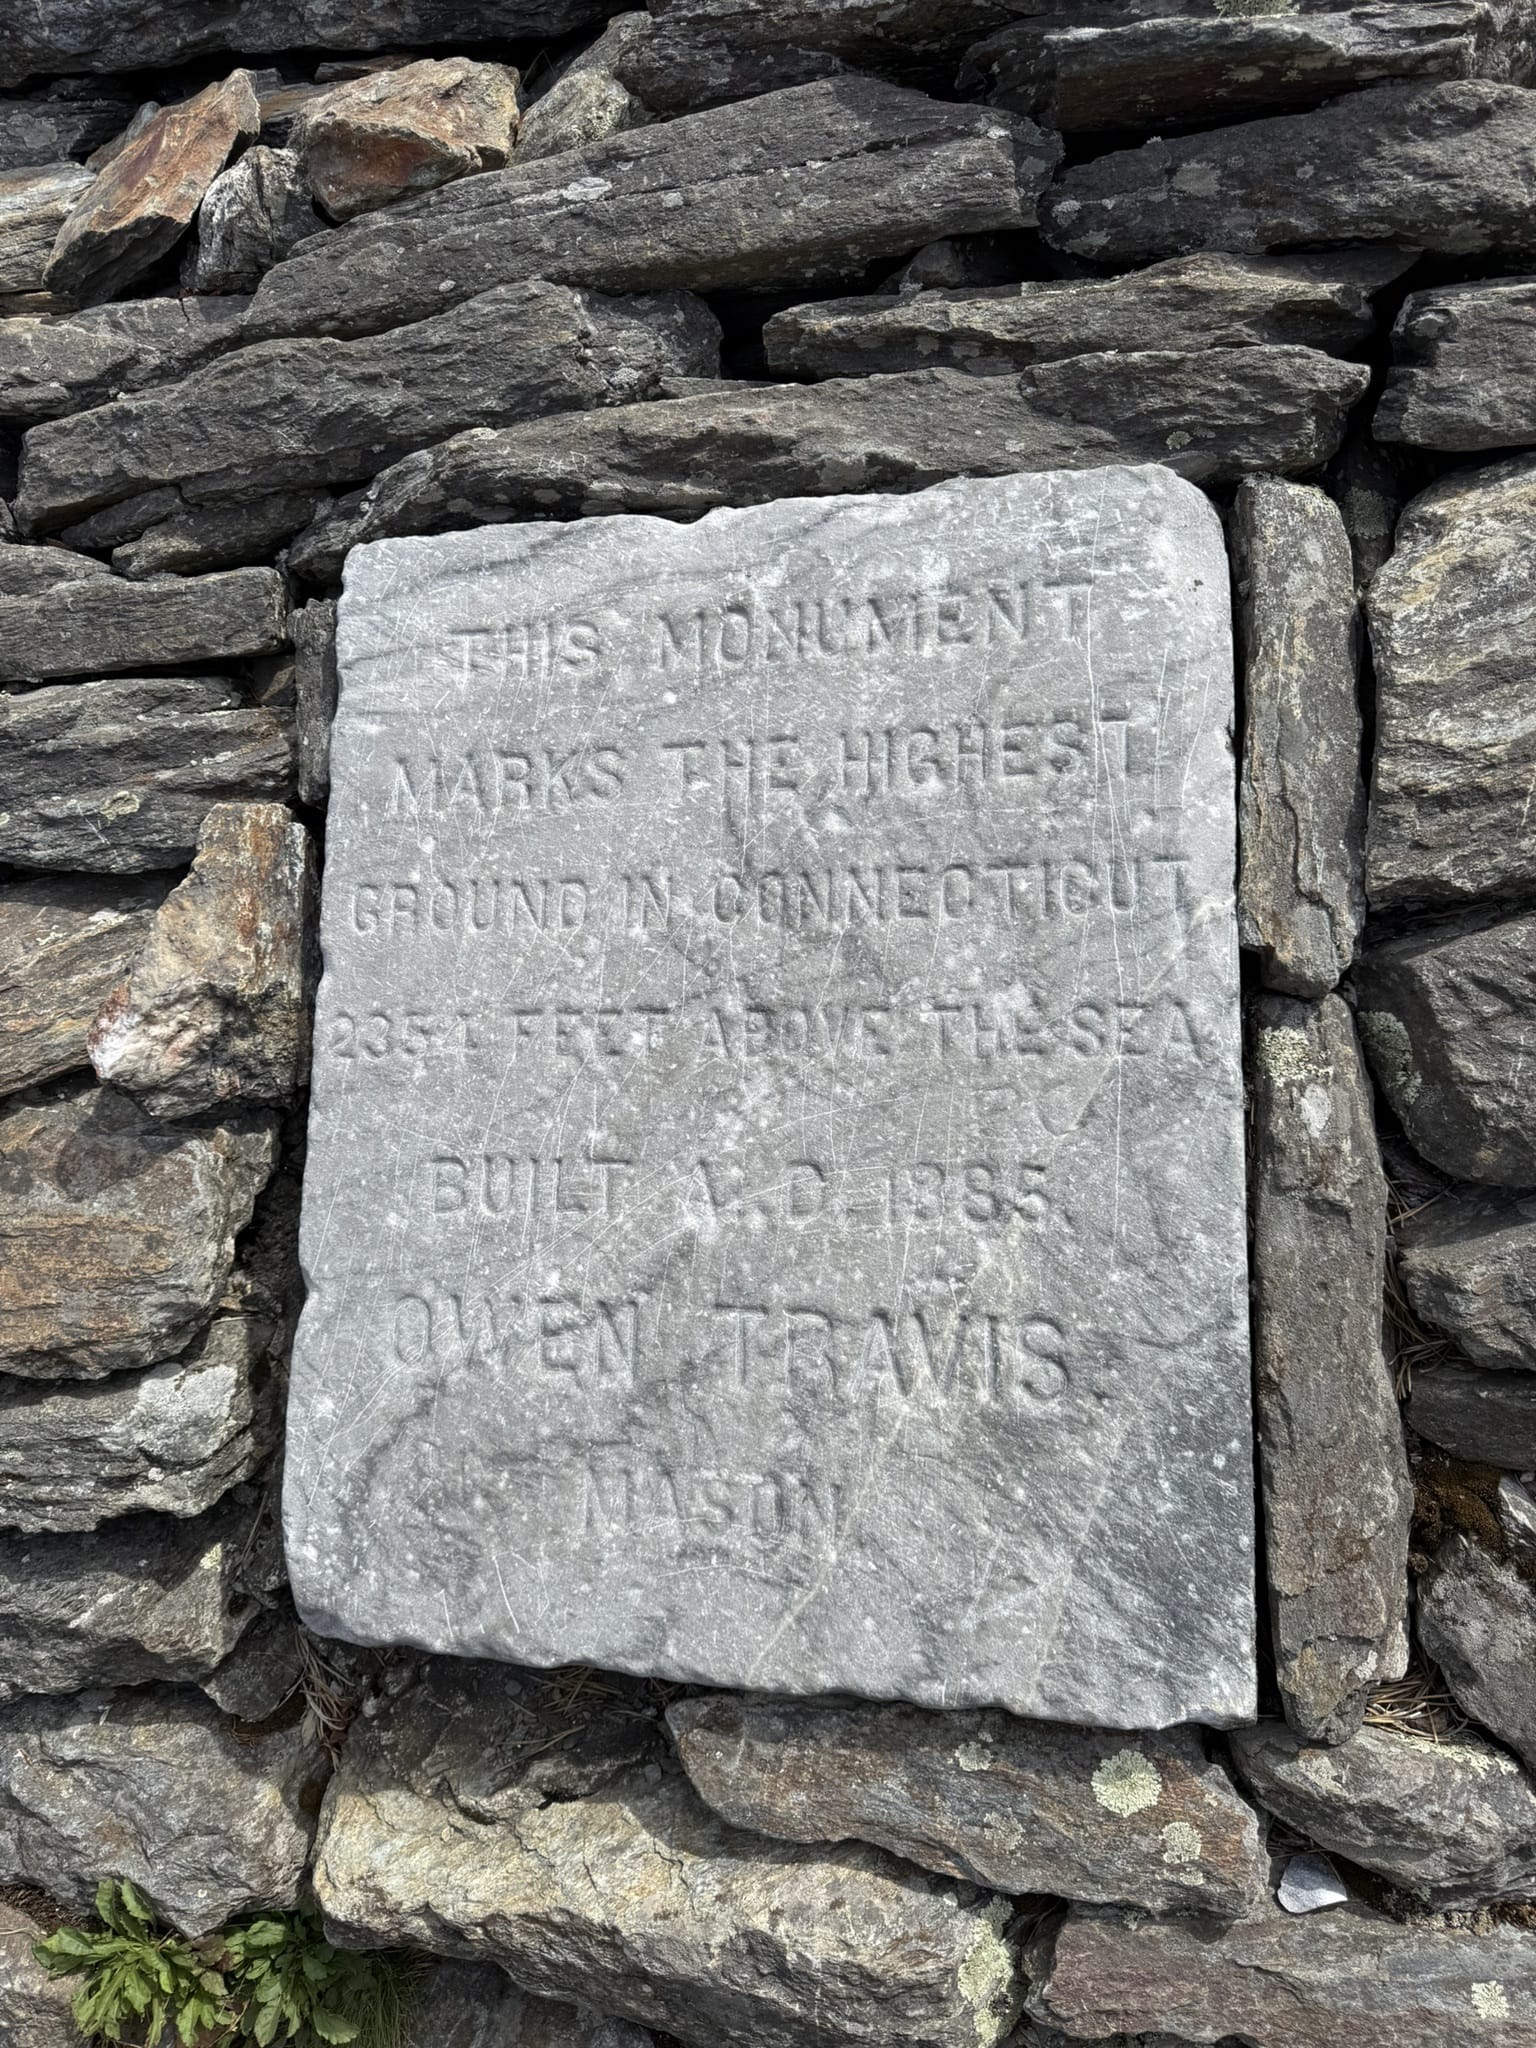 THIS MONUMENT
MARKS THE HIGHEST
GROUND IN CONNECTICUT
2354 FEET ABOVE THE SEA
BUILT A.D. 1885.
OWEN TRAVIS.
MASON